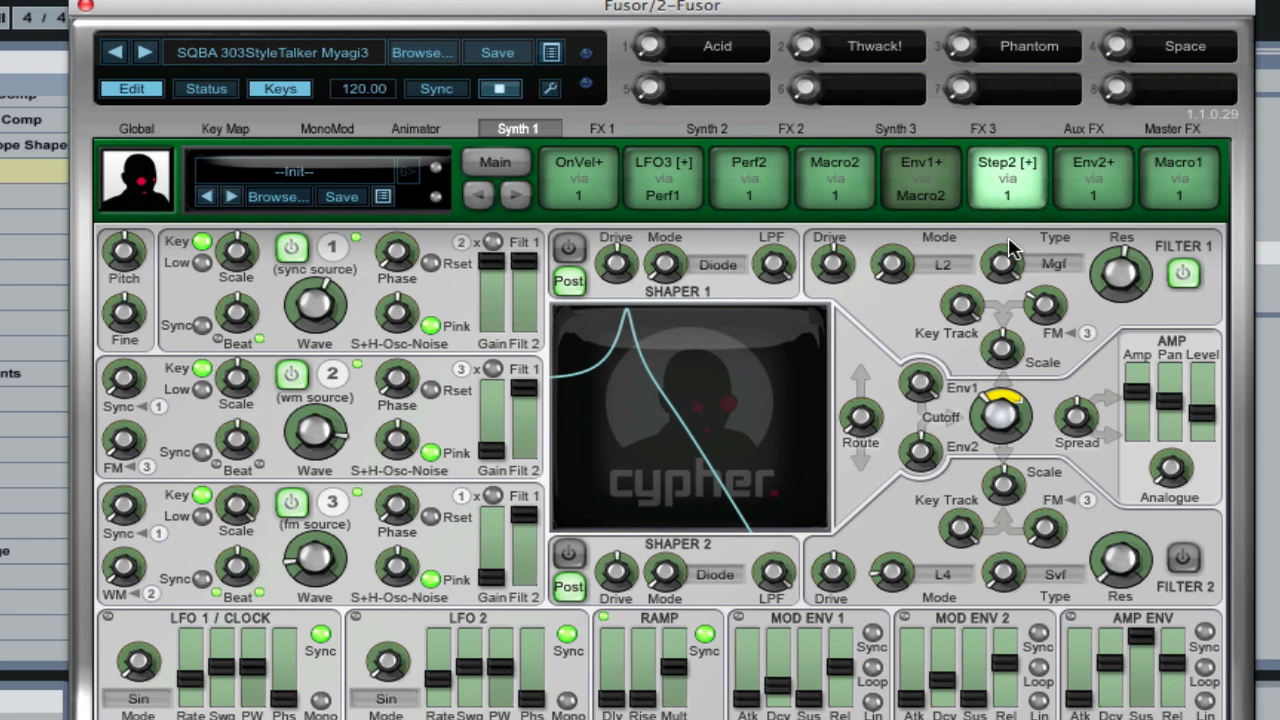 Fusor/2-Fusor
4 / 4
SQBA 303StyleTalker Myagi3 Browse... Save
1 Acid 2 Thwack! 3 Phantom 4 Space
Edit Status Keys 120.00 Sync
5 6 7 8
1.1.0.29
Global Key Map MonoMod Animator Synth 1 FX 1 Synth 2 FX 2 Synth 3 FX 3 Aux FX Master FX
Comp
ope Shape
--Init-- Main
Browse... Save
OnVel+ via 1
LFO3 [+] via Perf1
Perf2 via 1
Macro2 via 1
Env1+ via Macro2
Step2 [+] via 1
Env2+ via 1
Macro1 via 1
Pitch
Fine
Key Low Scale 1 (sync source) Phase 2 x Filt 1 Rset
Sync Beat Wave S+H-Osc-Noise Pink Gain Filt 2
Key Low Scale 2 (wm source) Phase 3 x Filt 1 Rset
Sync 1
FM 3
Sync Beat Wave S+H-Osc-Noise Pink Gain Filt 2
Key Low Scale 3 (fm source) Phase 1 x Filt 1 Rset
Sync 1
WM 2
Sync Beat Wave S+H-Osc-Noise Pink Gain Filt 2
Post Drive Mode Diode LPF
SHAPER 1
cypher.
SHAPER 2
Post Diode
Drive Mode LPF
Drive Mode L2 Type Mgf Res FILTER 1
Key Track FM 3
Scale
Env1
Cutoff
Env2
Route
Spread
AMP
Amp Pan Level
Analogue
Scale
Key Track FM 3
L4 Svf
Drive Mode Type Res FILTER 2
nts
ge
LFO 1 / CLOCK LFO 2 RAMP MOD ENV 1 MOD ENV 2 AMP ENV
Sync Sync Sync Sync Sync Sync
Loop Loop Loop
Sin Sin
Mode Rate Swg PW Phs Mono Mode Rate Swg PW Phs Mono Dly Rise Mult Atk Dcy Sus Rel Lin Atk Dcy Sus Rel Lin Atk Dcy Sus Rel Lin